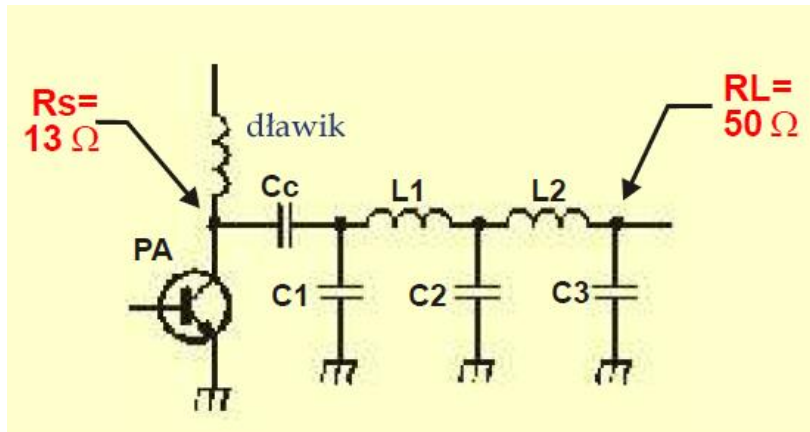 Rs=
13 Ω
dławik
RL=
50 Ω
Cc
L1
L2
PA
C1
C2
C3